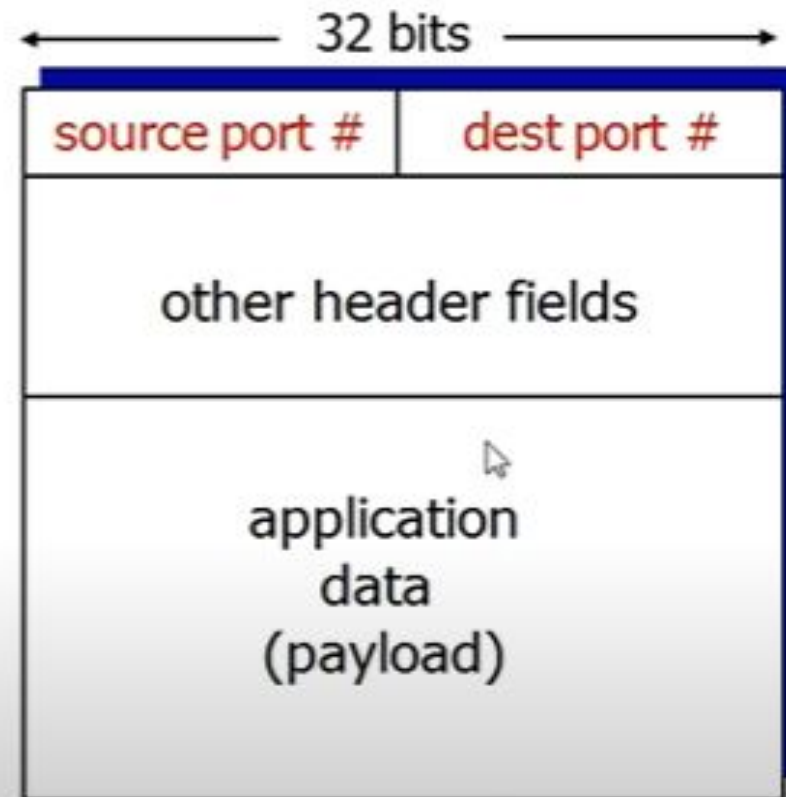 32 bits
source port # dest port #
other header fields
application
data
(payload)